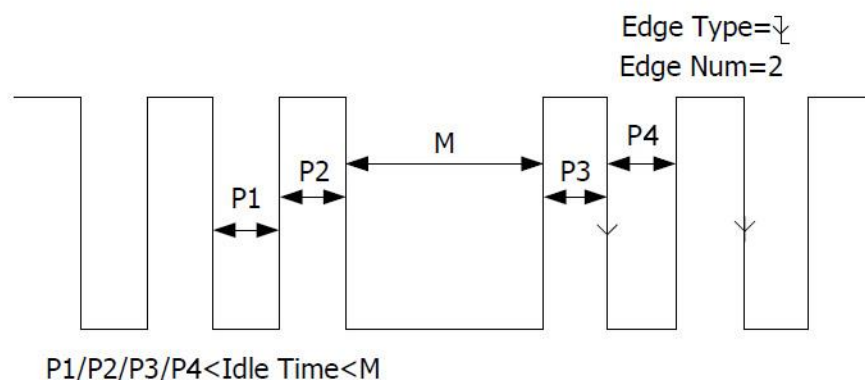 Edge Type=
Edge Num=2
P4
M
P2
P3
P1
P1/P2/P3/P4<Idle Time<M